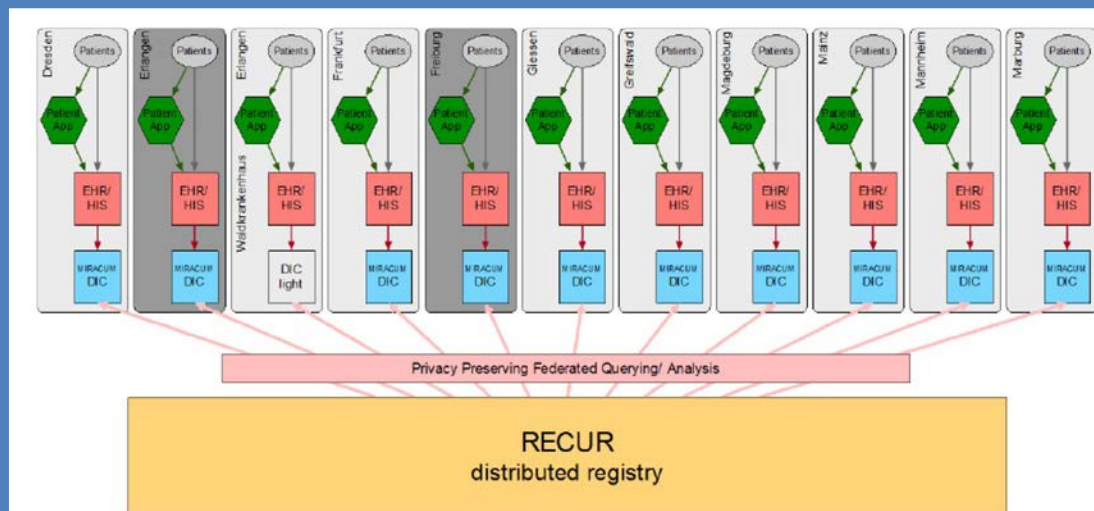 Dresden
Patients
Patient
App
EHR/
HIS
MIRACUM
DIC
Erlangen
Patients
Patient
App
EHR/
HIS
MIRACUM
DIC
Erlangen
Waldkrankenhaus
Patients
Patient
App
EHR/
HIS
DIC
light
Frankfurt
Patients
Patient
App
EHR/
HIS
MIRACUM
DIC
Freiburg
Patients
Patient
App
EHR/
HIS
MIRACUM
DIC
Giessen
Patients
Patient
App
EHR/
HIS
MIRACUM
DIC
Greifswad
Patients
Patient
App
EHR/
HIS
MIRACUM
DIC
Magdeburg
Patients
Patient
App
EHR/
HIS
MIRACUM
DIC
Mainz
Patients
Patient
App
EHR/
HIS
MIRACUM
DIC
Mannheim
Patients
Patient
App
EHR/
HIS
MIRACUM
DIC
Marburg
Patients
Patient
App
EHR/
HIS
MIRACUM
DIC
Privacy Preserving Federated Querying/ Analysis
RECUR
distributed registry